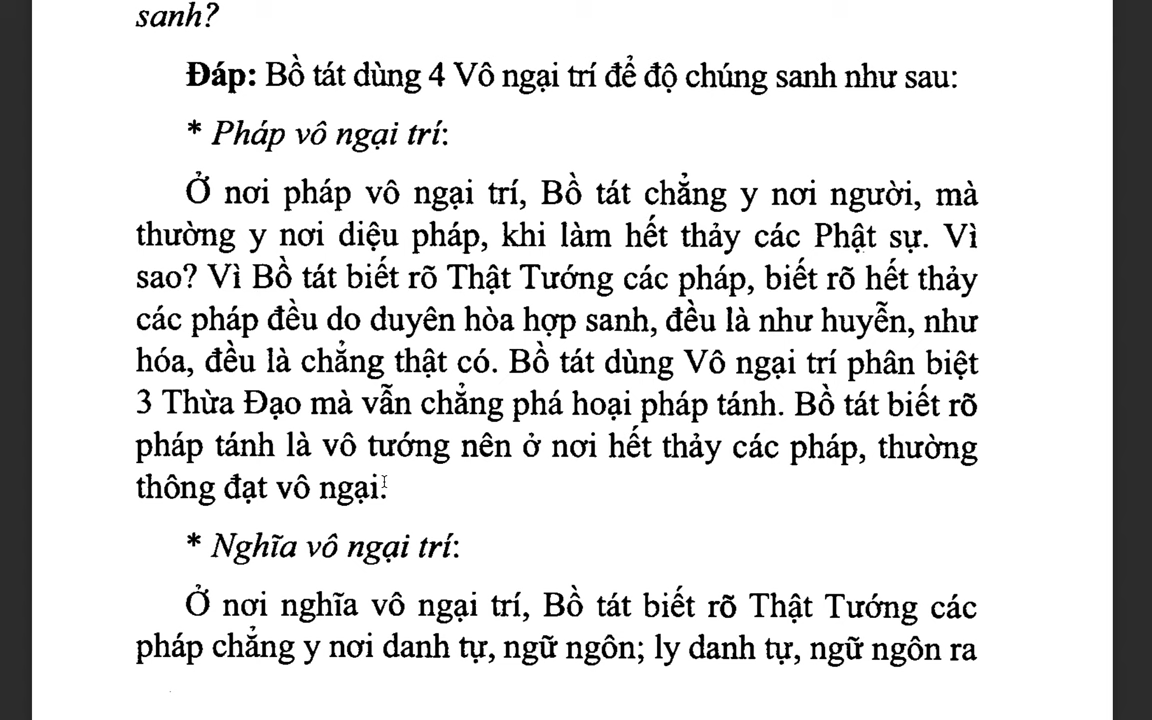 sanh?
Đáp: Bồ tát dùng 4 Vô ngại trí để độ chúng sanh như sau:
* Pháp vô ngại trí:
Ở nơi pháp vô ngại trí, Bồ tát chẳng y nơi người, mà
thường y nơi diệu pháp, khi làm hết thảy các Phật sự. Vì
sao? Vì Bồ tát biết rõ Thật Tướng các pháp, biết rõ hết thảy
các pháp đều do duyên hòa hợp sanh, đều là như huyễn, như
hóa, đều là chẳng thật có. Bồ tát dùng Vô ngại trí phân biệt
3 Thừa Đạo mà vẫn chẳng phá hoại pháp tánh. Bồ tát biết rõ
pháp tánh là vô tướng nên ở nơi hết thảy các pháp, thường
thông đạt vô ngại.
* Nghĩa vô ngại trí:
Ở nơi nghĩa vô ngại trí, Bồ tát biết rõ Thật Tướng các
pháp chẳng y nơi danh tự, ngữ ngôn; ly danh tự, ngữ ngôn ra